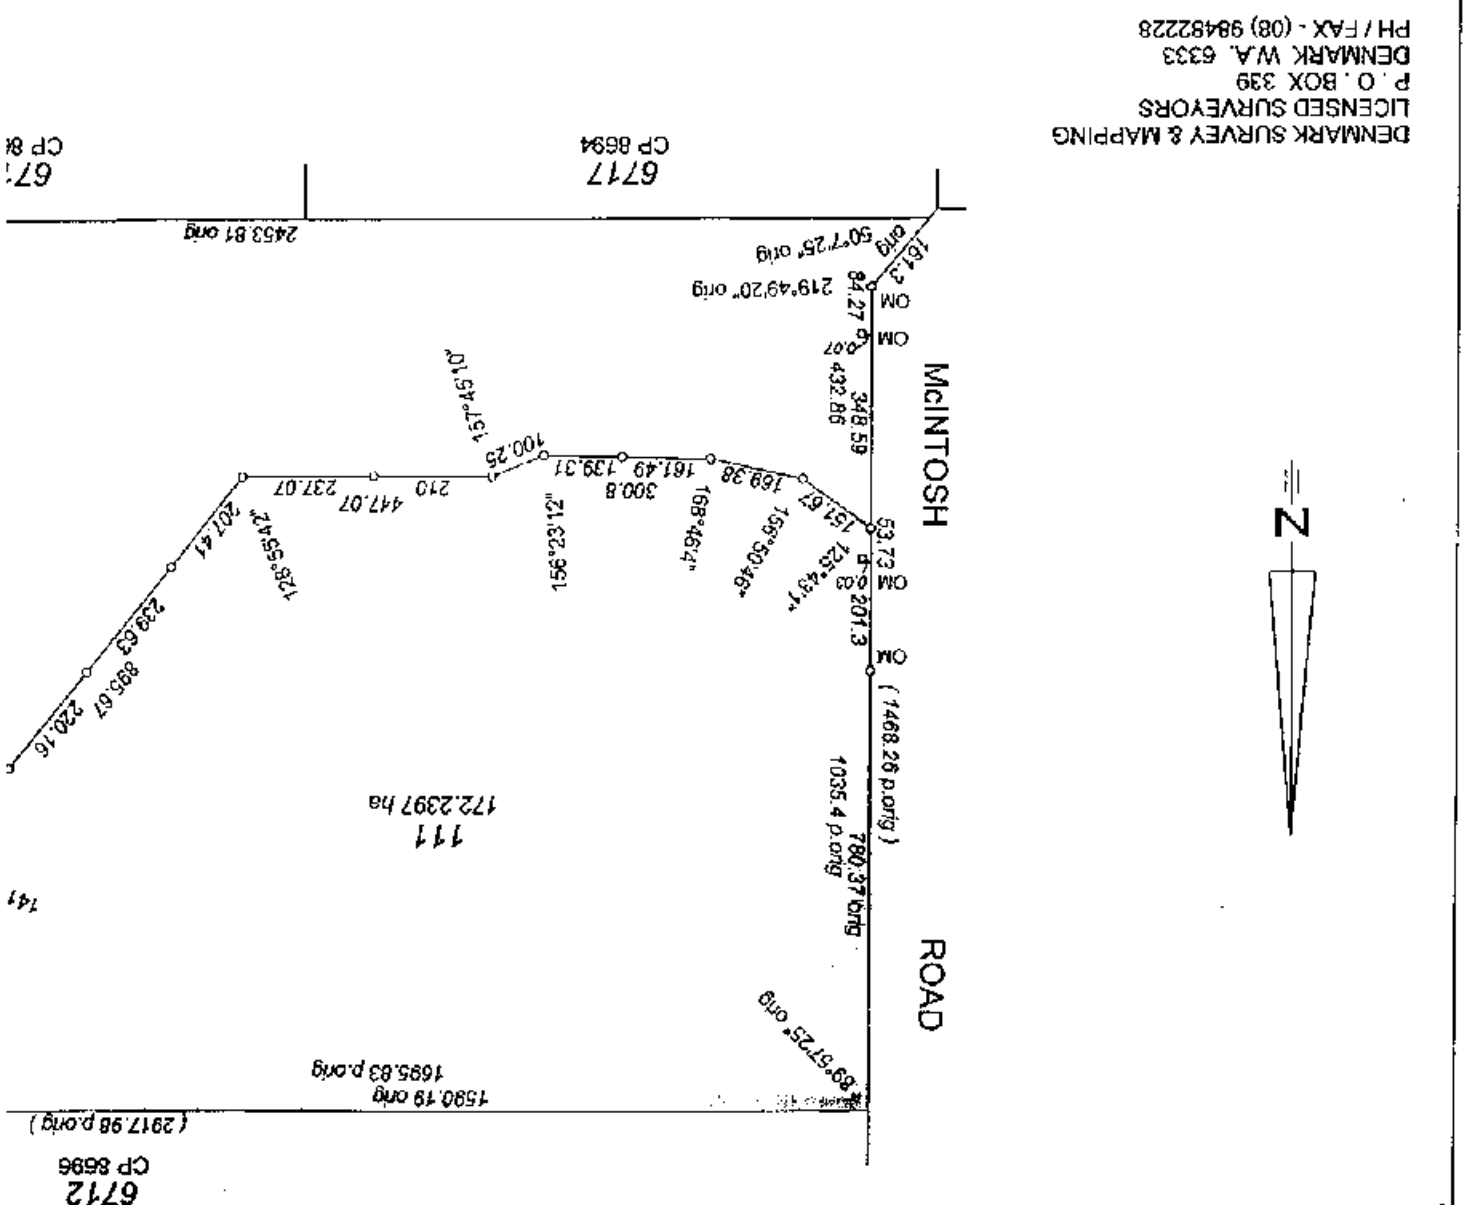 6712
CP 8696
( 2917.98 p.orig )
1590.19 orig
1695.83 p.orig
89°57'25" orig
ROAD
141
111
172.2397 ha
780.37 orig
1035.4 p.orig
( 1468.26 p.orig )
220.16
895.67
239.63
207.41
128°55'42"
237.07
447.07
210
157°45'10"
100.25
156°23'12"
139.31
300.8
161.49
168°46'4"
169.38
156°50'46"
151.67
125°43'1"
OM
201.3
OM
0.03
53.73
McINTOSH
348.59
432.86
0.07
OM
84.27
OM
219°49'20" orig
50°7'25" orig
161.3
orig
2453.81 orig
6717
CP 8694
Z
DENMARK SURVEY & MAPPING
LICENSED SURVEYORS
P . O . BOX 339
DENMARK W.A. 6333
PH / FAX - (08) 98482228